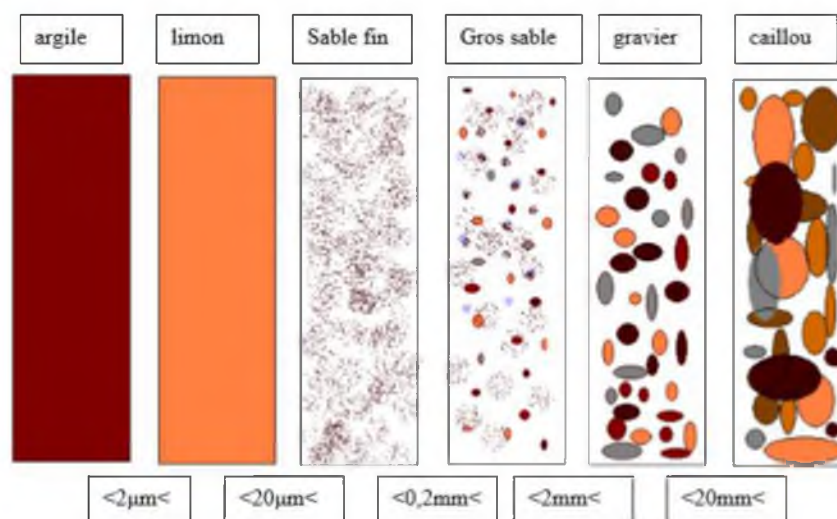 argile
limon
Sable fin
Gros sable
gravier
caillou
<2µm<
<20µm<
<0,2mm<
<2mm<
<20mm<